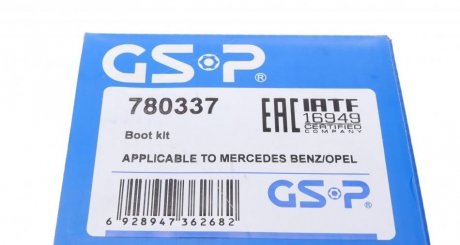 GSP®
780337
EAC IATF
16949
CERTIFIED
COMPANY
Boot kit
APPLICABLE TO MERCEDES BENZ/OPEL
6 928947 362682
GSP®